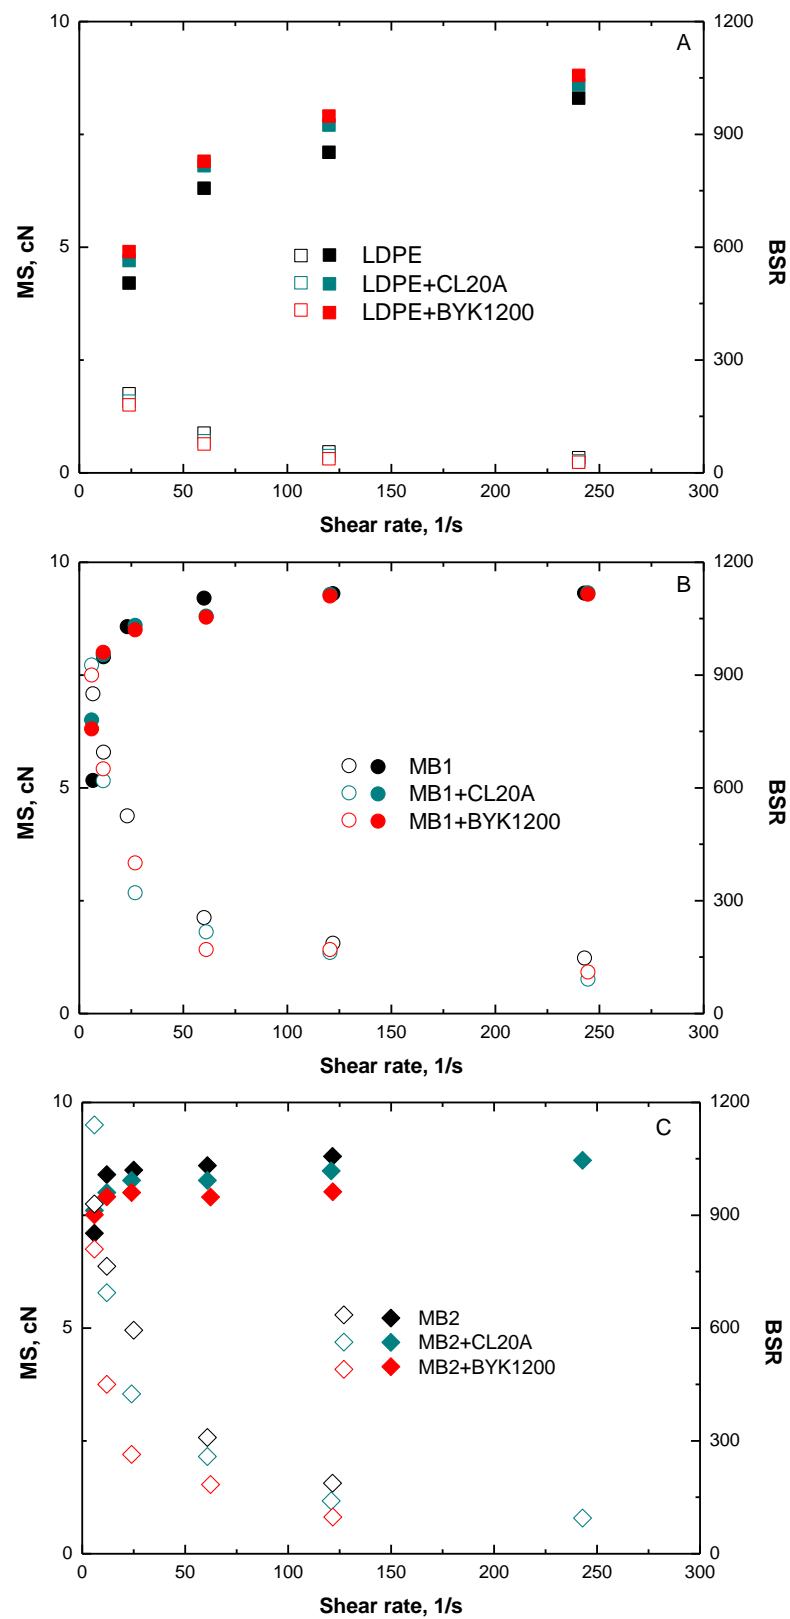 A
10
1200
900
MS, cN
5
600
BSR
LDPE
LDPE+CL20A
LDPE+BYK1200
300
0
0
0 50 100 150 200 250 300
Shear rate, 1/s
B
10
1200
900
MS, cN
5
600
BSR
MB1
MB1+CL20A
MB1+BYK1200
300
0
0
0 50 100 150 200 250 300
Shear rate, 1/s
C
10
1200
900
MS, cN
5
600
BSR
MB2
MB2+CL20A
MB2+BYK1200
300
0
0
0 50 100 150 200 250 300
Shear rate, 1/s